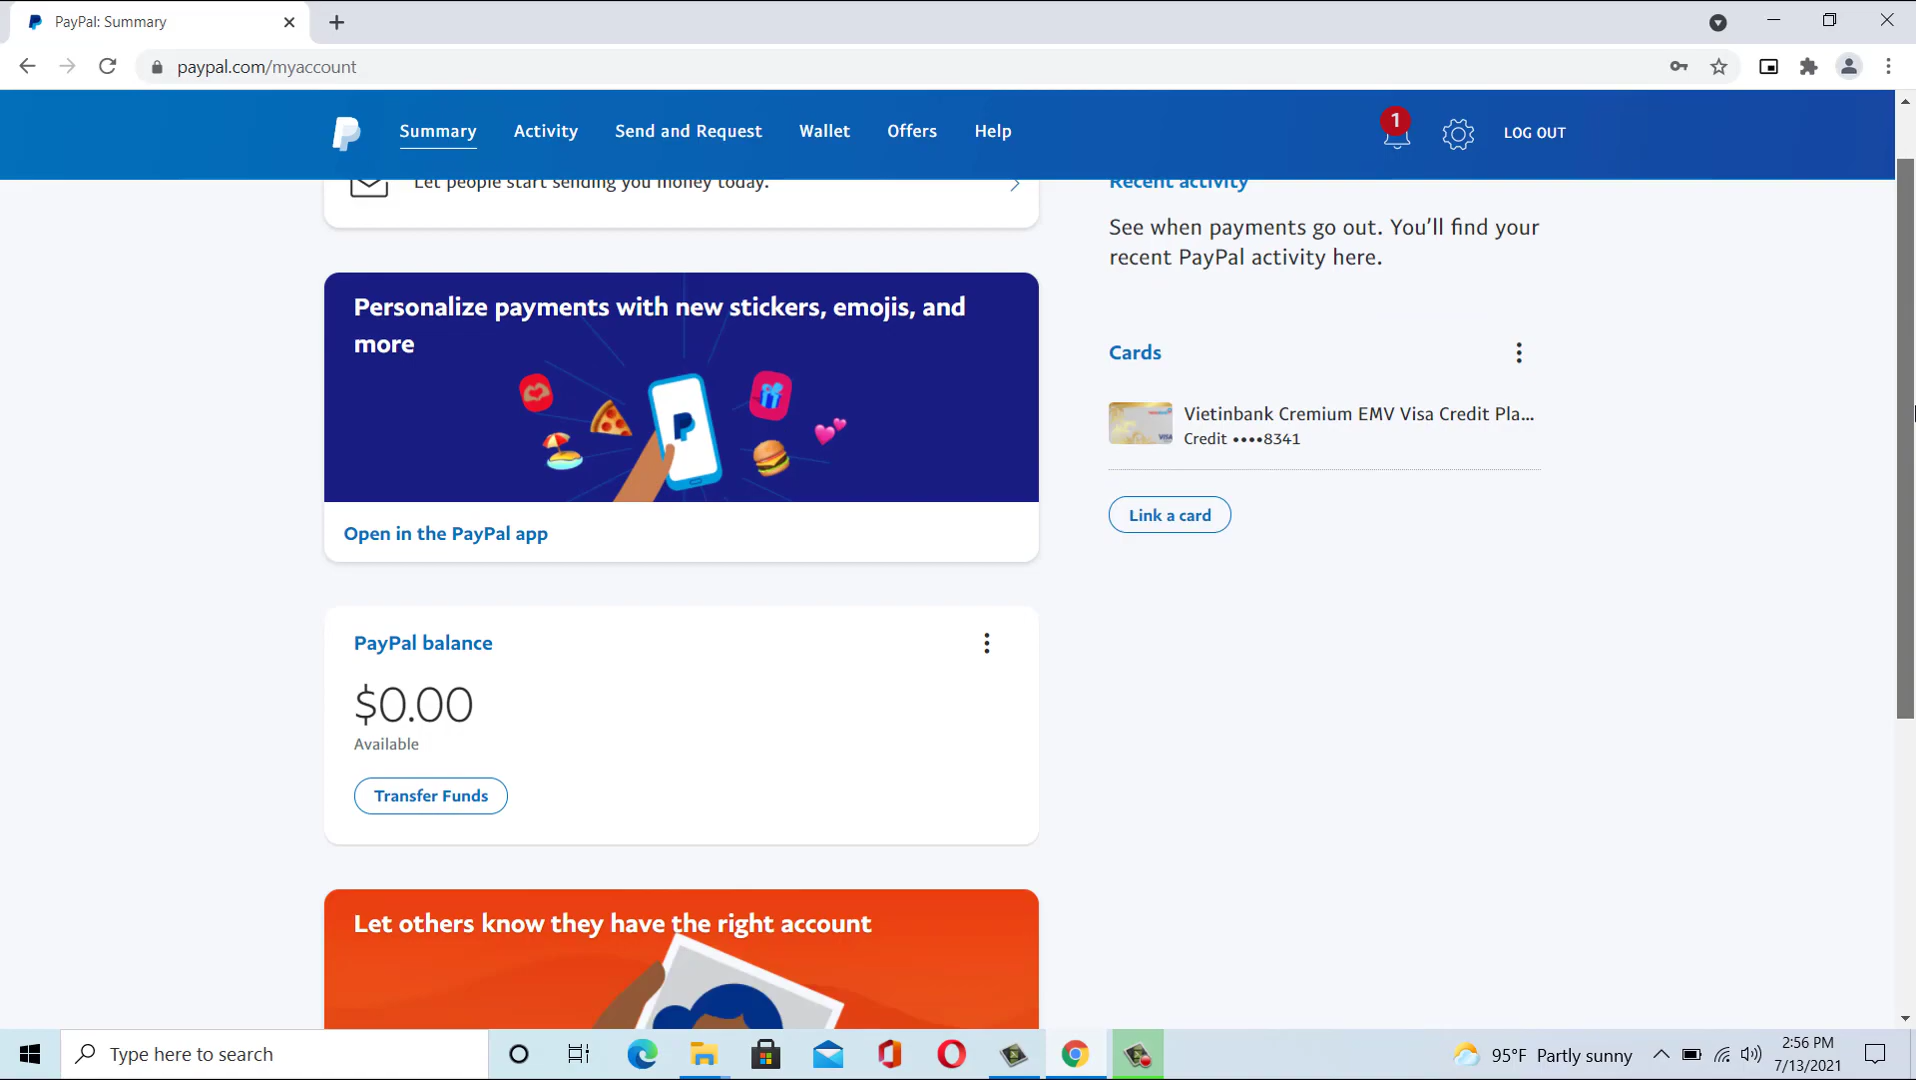 PayPal: Summary
paypal.com/myaccount
Summary
Activity
Send and Request
Wallet
Offers
Help
1
LOG OUT
Let people start sending you money today.
Recent activity
See when payments go out. You'll find your
recent PayPal activity here.
Personalize payments with new stickers, emojis, and
more
Open in the PayPal app
Cards
Vietinbank Cremium EMV Visa Credit Pla...
Credit ••••8341
VISA
Link a card
PayPal balance
$0.00
Available
Transfer Funds
Let others know they have the right account
Type here to search
95°F Partly sunny
2:56 PM
7/13/2021